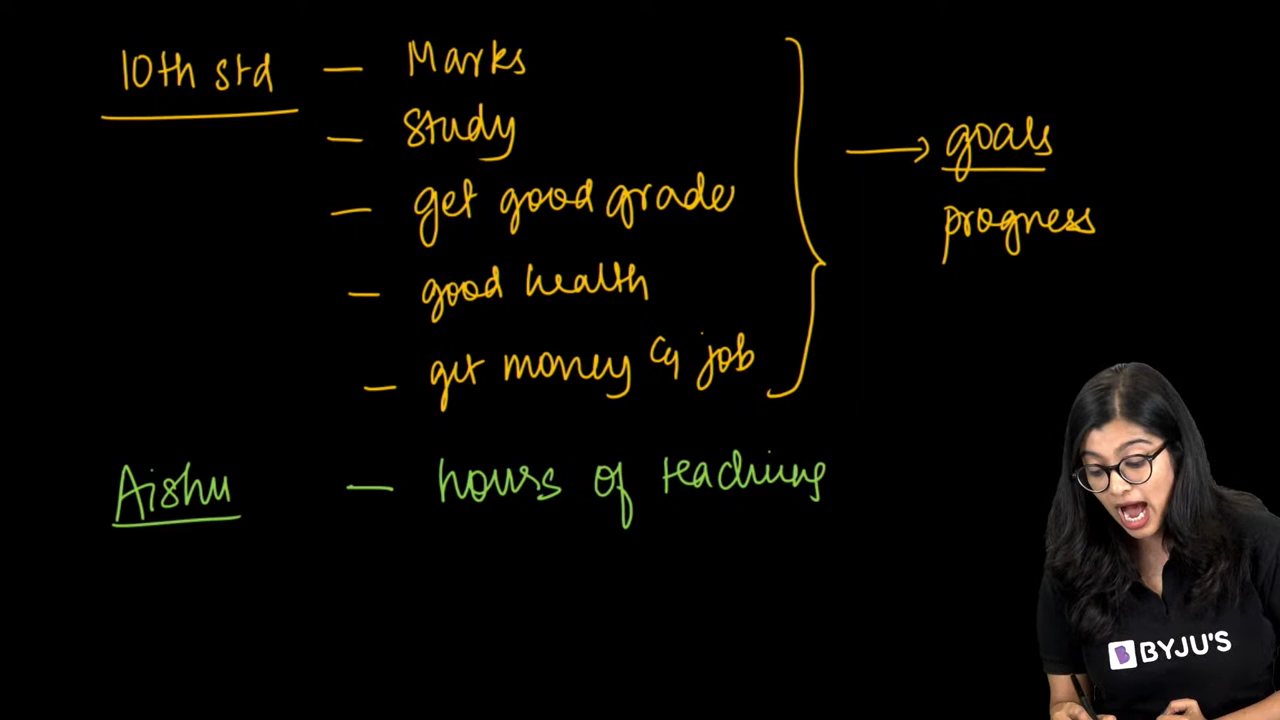 10th std – Marks
– Study
– get good grade
– good health
– get money & job
→ goals
progress
Aishu – hours of teaching
BYJU'S